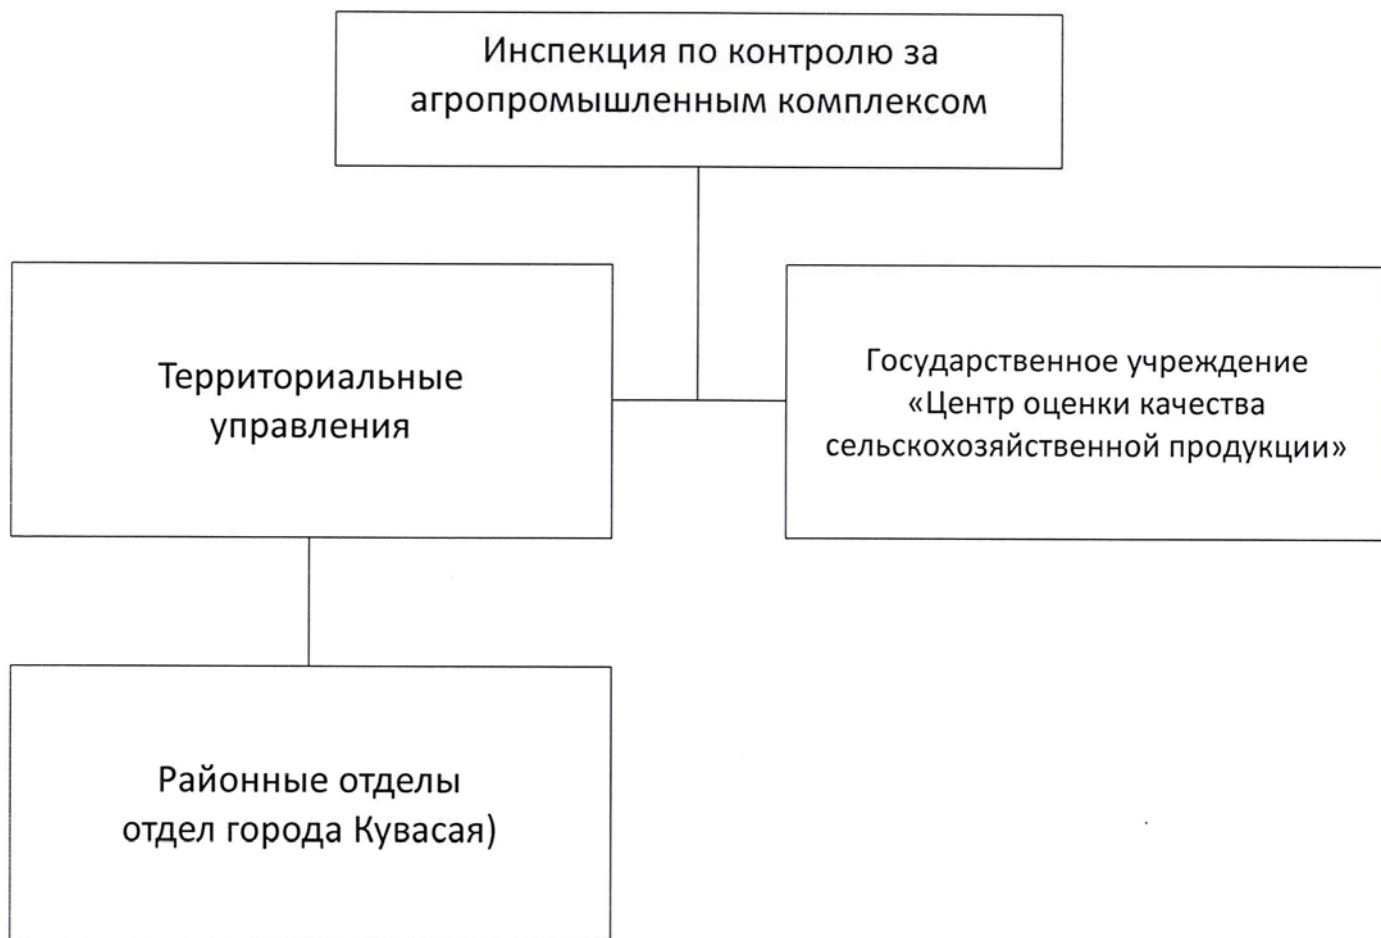 Инспекция по контролю за
агропромышленным комплексом
Территориальные
управления
Государственное учреждение
«Центр оценки качества
сельскохозяйственной продукции»
Районные отделы
отдел города Кувасая)